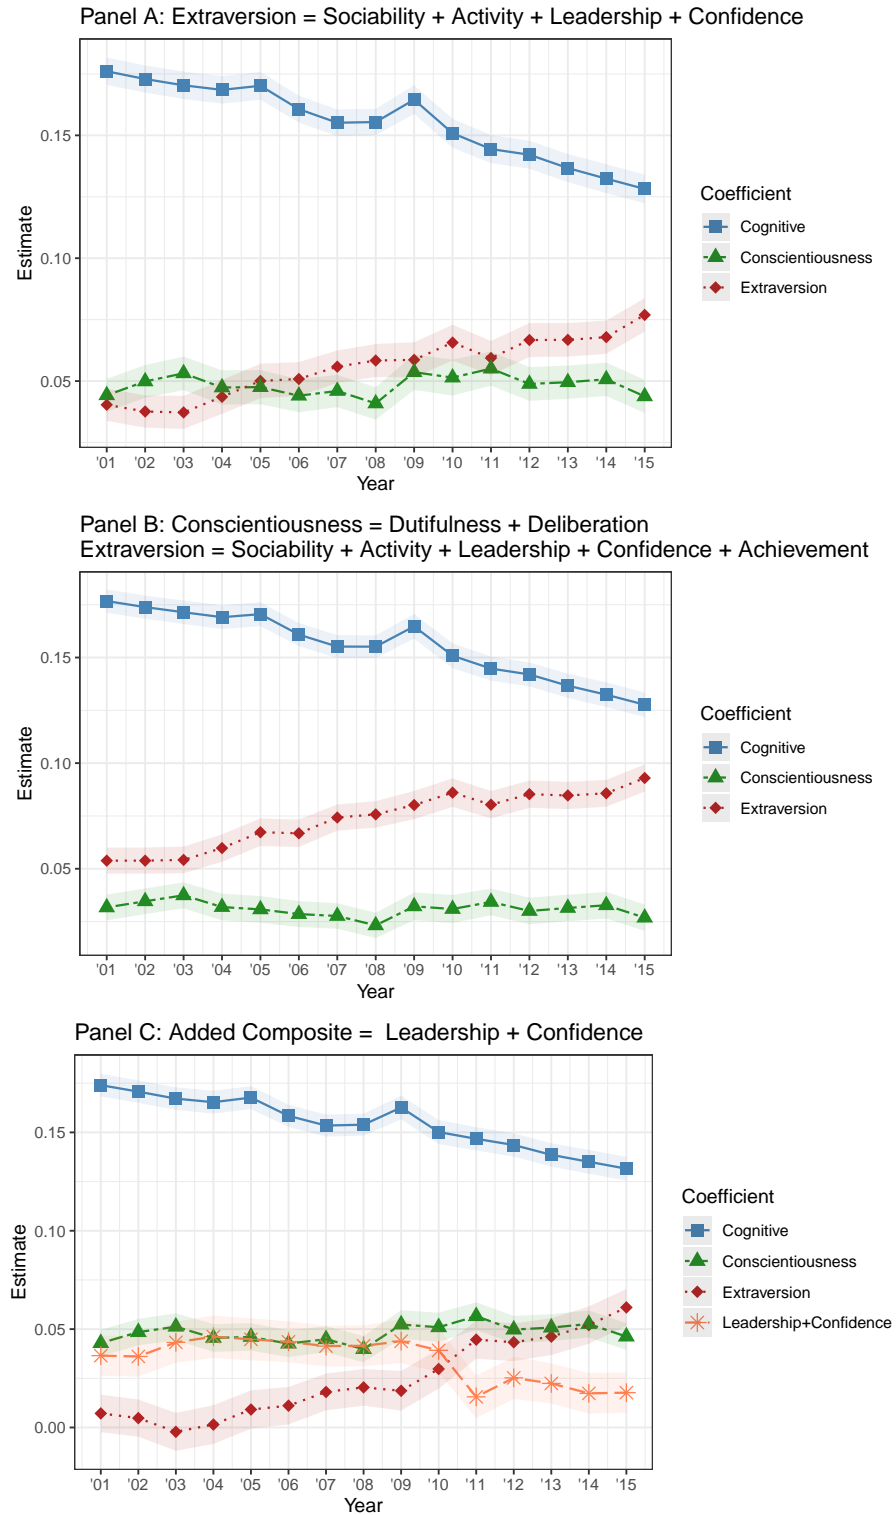 Panel A: Extraversion = Sociability + Activity + Leadership + Confidence
0.15
0.10
0.05
Estimate
'01 '02 '03 '04 '05 '06 '07 '08 '09 '10 '11 '12 '13 '14 '15
Year
Coefficient
Cognitive
Conscientiousness
Extraversion
Panel B: Conscientiousness = Dutifulness + Deliberation
Extraversion = Sociability + Activity + Leadership + Confidence + Achievement
0.15
0.10
0.05
Estimate
'01 '02 '03 '04 '05 '06 '07 '08 '09 '10 '11 '12 '13 '14 '15
Year
Coefficient
Cognitive
Conscientiousness
Extraversion
Panel C: Added Composite = Leadership + Confidence
0.15
0.10
0.05
0.00
Estimate
'01 '02 '03 '04 '05 '06 '07 '08 '09 '10 '11 '12 '13 '14 '15
Year
Coefficient
Cognitive
Conscientiousness
Extraversion
Leadership+Confidence